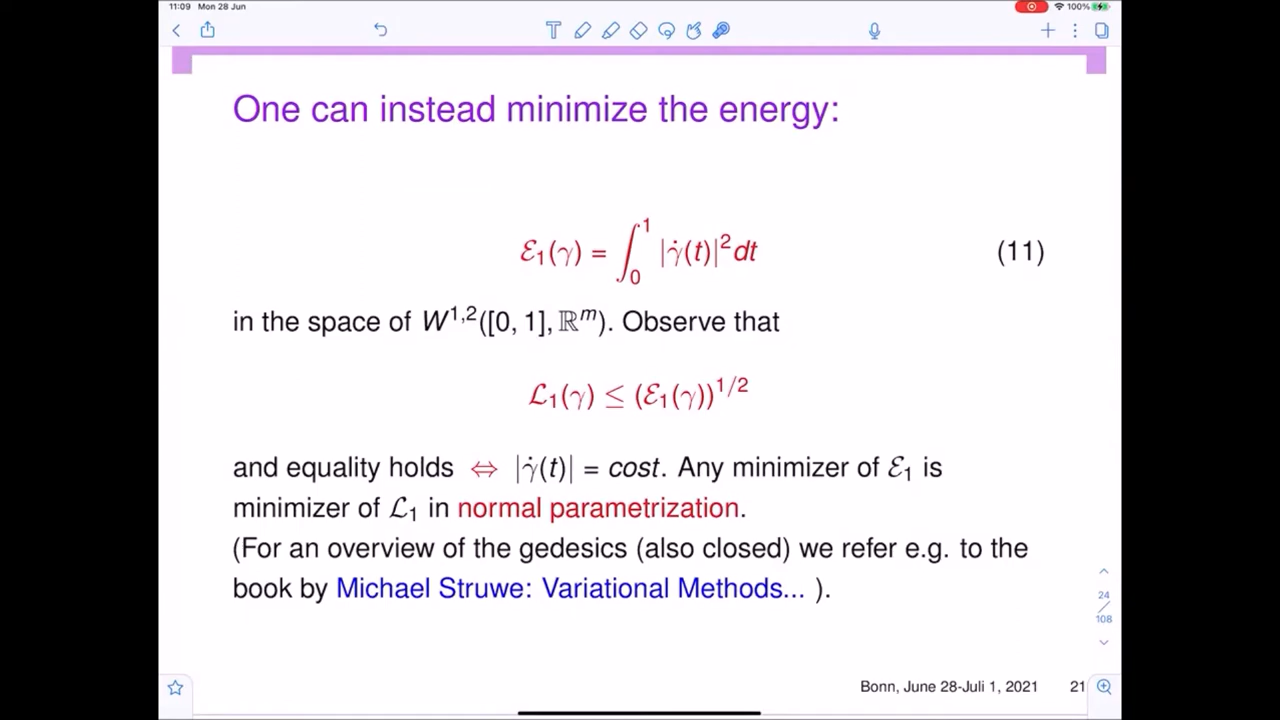 11:09 Mon 28 Jun
100%
One can instead minimize the energy:
ℰ₁(γ) = ∫₀¹ |γ̇(t)|²dt (11)
in the space of W^{1,2}([0, 1], ℝ^m). Observe that
ℒ₁(γ) ≤ (ℰ₁(γ))^{1/2}
and equality holds ⇔ |γ̇(t)| = cost. Any minimizer of ℰ₁ is
minimizer of ℒ₁ in normal parametrization.
(For an overview of the gedesics (also closed) we refer e.g. to the
book by Michael Struwe: Variational Methods... ).
24
/
108
Bonn, June 28-Juli 1, 2021 21